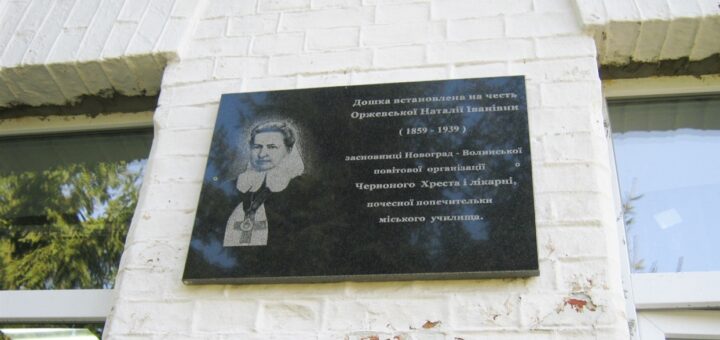 Дошка встановлена на честь
Оржевської Наталії Іванівни
( 1859 - 1939 )
засновниці Новоград - Волинської
повітової організації
Червоного Хреста і лікарні,
почесної попечительки
міського училища.